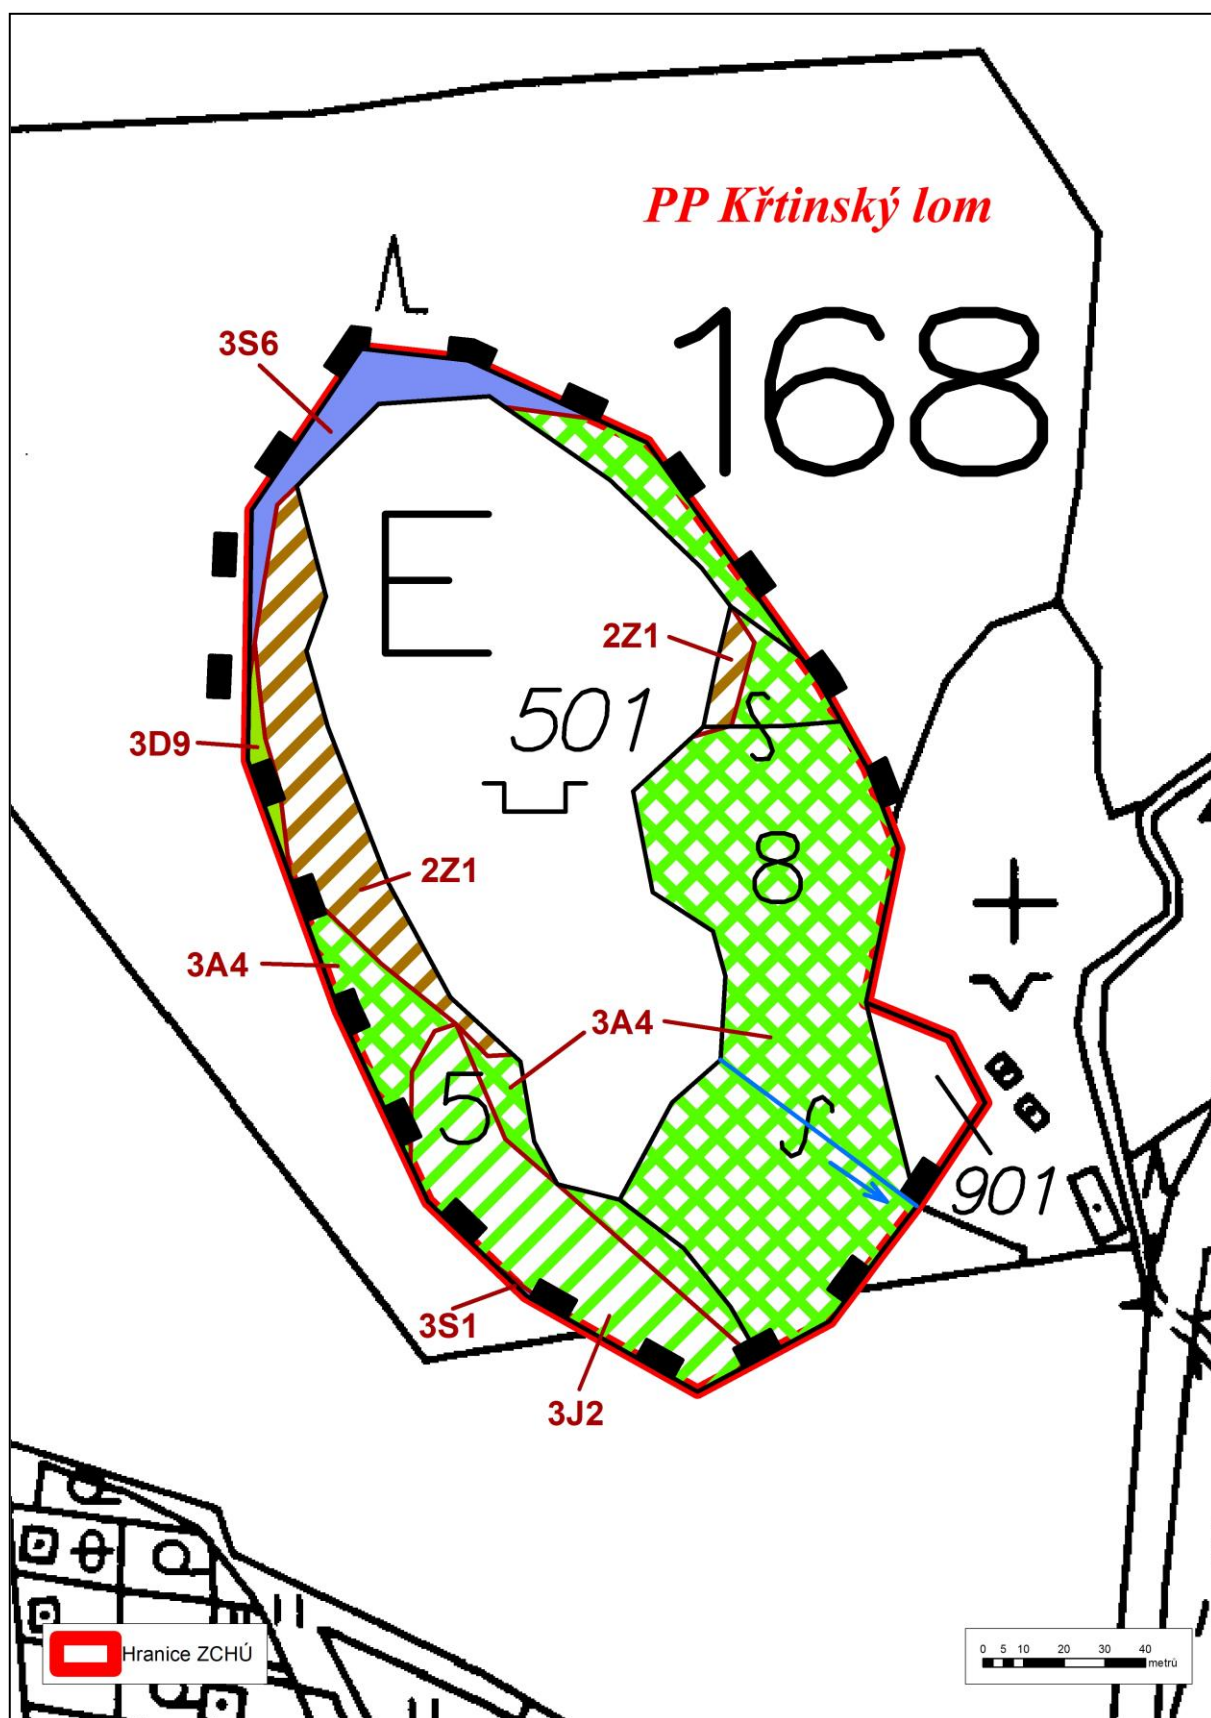 PP Křtinský lom
168
3S6
E
2Z1
501
3D9
8
2Z1
3A4
3A4
5
901
3S1
3J2
Hranice ZCHÚ
0 5 10 20 30 40
metrů